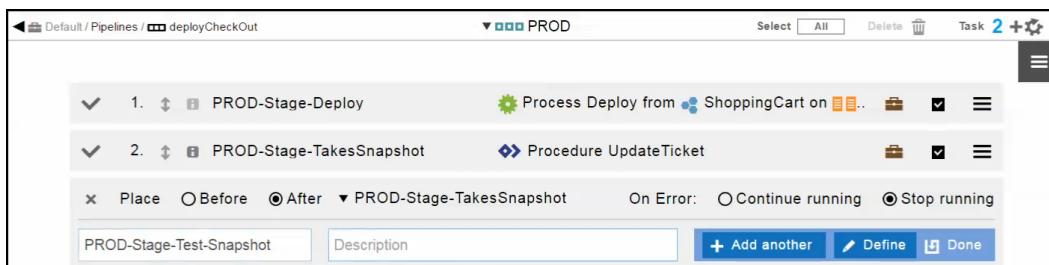 Default / Pipelines / deployCheckOut PROD Select All Delete Task 2
1. PROD-Stage-Deploy Process Deploy from ShoppingCart on ..
2. PROD-Stage-TakesSnapshot Procedure UpdateTicket
Place Before After PROD-Stage-TakesSnapshot On Error: Continue running Stop running
PROD-Stage-Test-Snapshot Description Add another Define Done